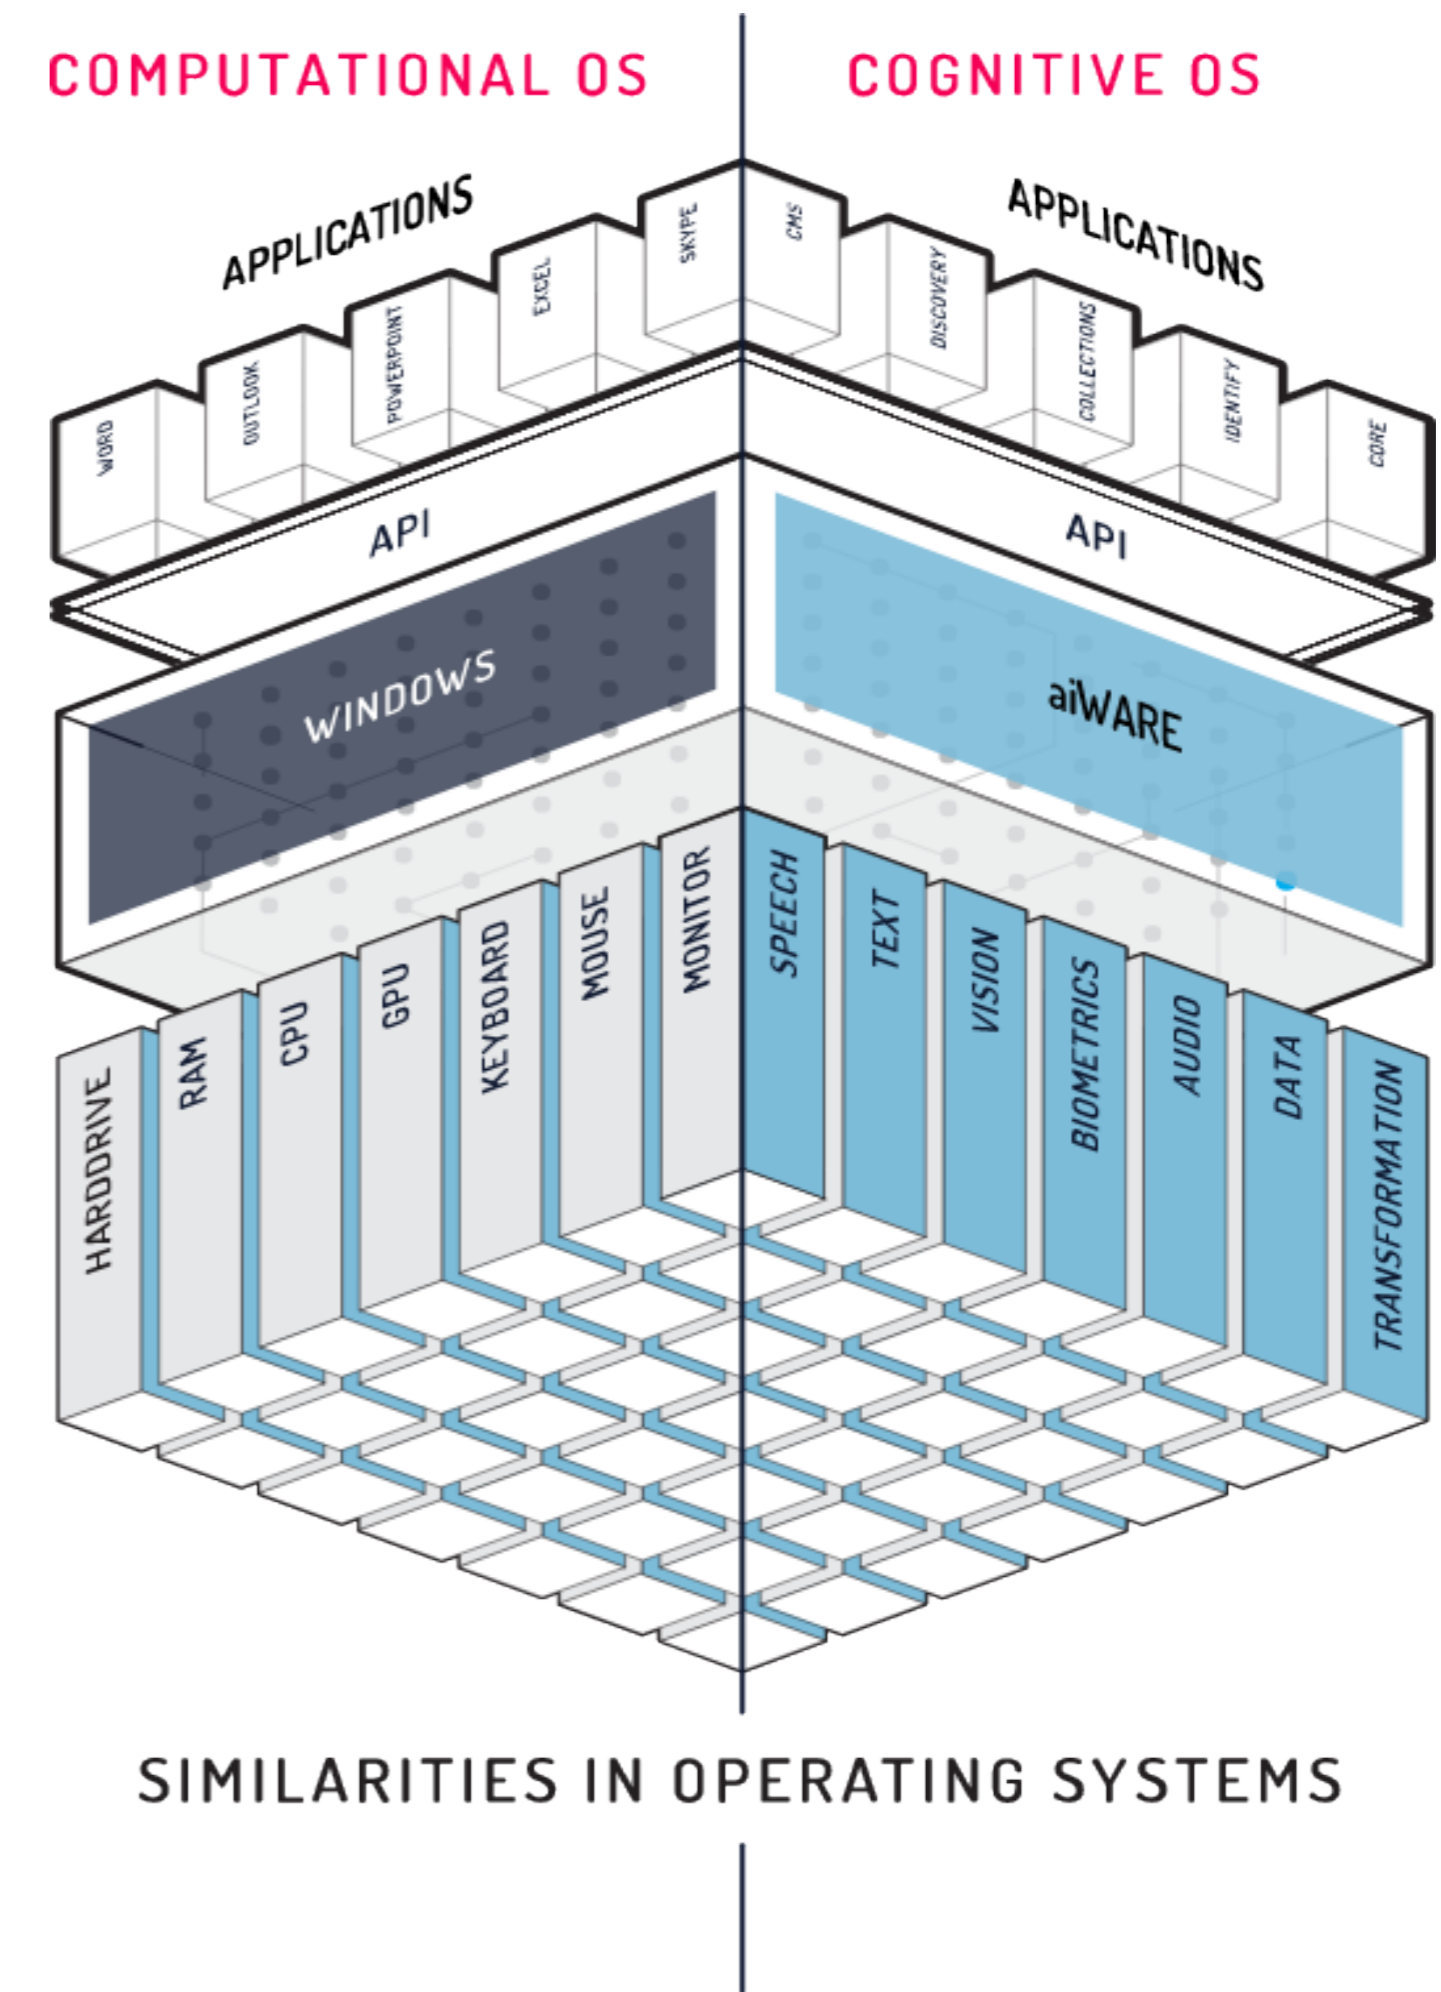 COMPUTATIONAL OS
COGNITIVE OS
APPLICATIONS
APPLICATIONS
WORD
OUTLOOK
POWERPOINT
EXCEL
SKYPE
CMS
DISCOVERY
COLLECTIONS
IDENTIFY
CORE
API
API
WINDOWS
aiWARE
HARDDRIVE
RAM
CPU
GPU
KEYBOARD
MOUSE
MONITOR
SPEECH
TEXT
VISION
BIOMETRICS
AUDIO
DATA
TRANSFORMATION
SIMILARITIES IN OPERATING SYSTEMS